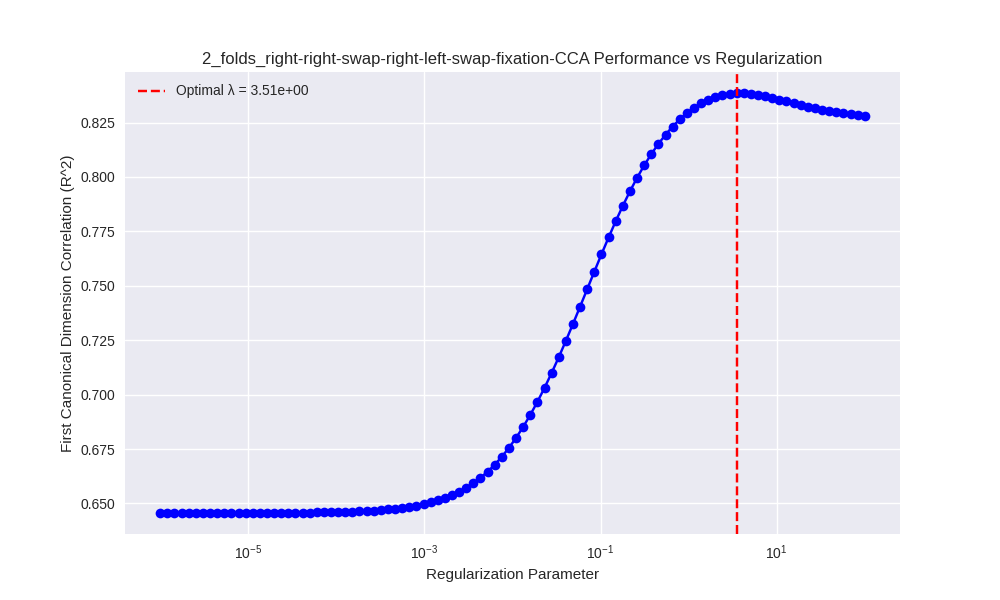 2_folds_right-right-swap-right-left-swap-fixation-CCA Performance vs Regularization
Optimal λ = 3.51e+00
First Canonical Dimension Correlation (R^2)
0.825
0.800
0.775
0.750
0.725
0.700
0.675
0.650
10⁻⁵ 10⁻³ 10⁻¹ 10¹
Regularization Parameter